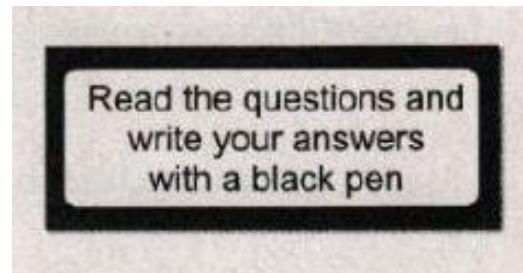 Read the questions and
write your answers
with a black pen